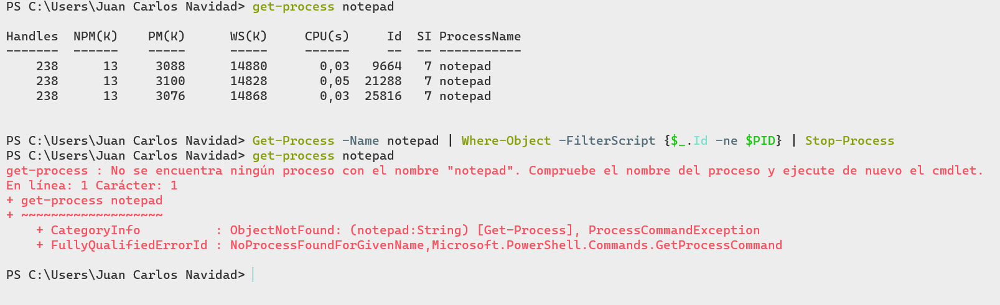 PS C:\Users\Juan Carlos Navidad> get-process notepad
Handles  NPM(K)    PM(K)      WS(K)     CPU(s)     Id  SI ProcessName
-------  ------    -----      -----     ------     --  -- -----------
    238      13     3088      14880       0,03   9664   7 notepad
    238      13     3100      14828       0,05  21288   7 notepad
    238      13     3076      14868       0,03  25816   7 notepad
PS C:\Users\Juan Carlos Navidad> Get-Process -Name notepad | Where-Object -FilterScript {$_.Id -ne $PID} | Stop-Process
PS C:\Users\Juan Carlos Navidad> get-process notepad
get-process : No se encuentra ningún proceso con el nombre "notepad". Compruebe el nombre del proceso y ejecute de nuevo el cmdlet.
En línea: 1 Carácter: 1
+ get-process notepad
+ ~~~~~~~~~~~~~~~~~~~
    + CategoryInfo          : ObjectNotFound: (notepad:String) [Get-Process], ProcessCommandException
    + FullyQualifiedErrorId : NoProcessFoundForGivenName,Microsoft.PowerShell.Commands.GetProcessCommand
PS C:\Users\Juan Carlos Navidad>